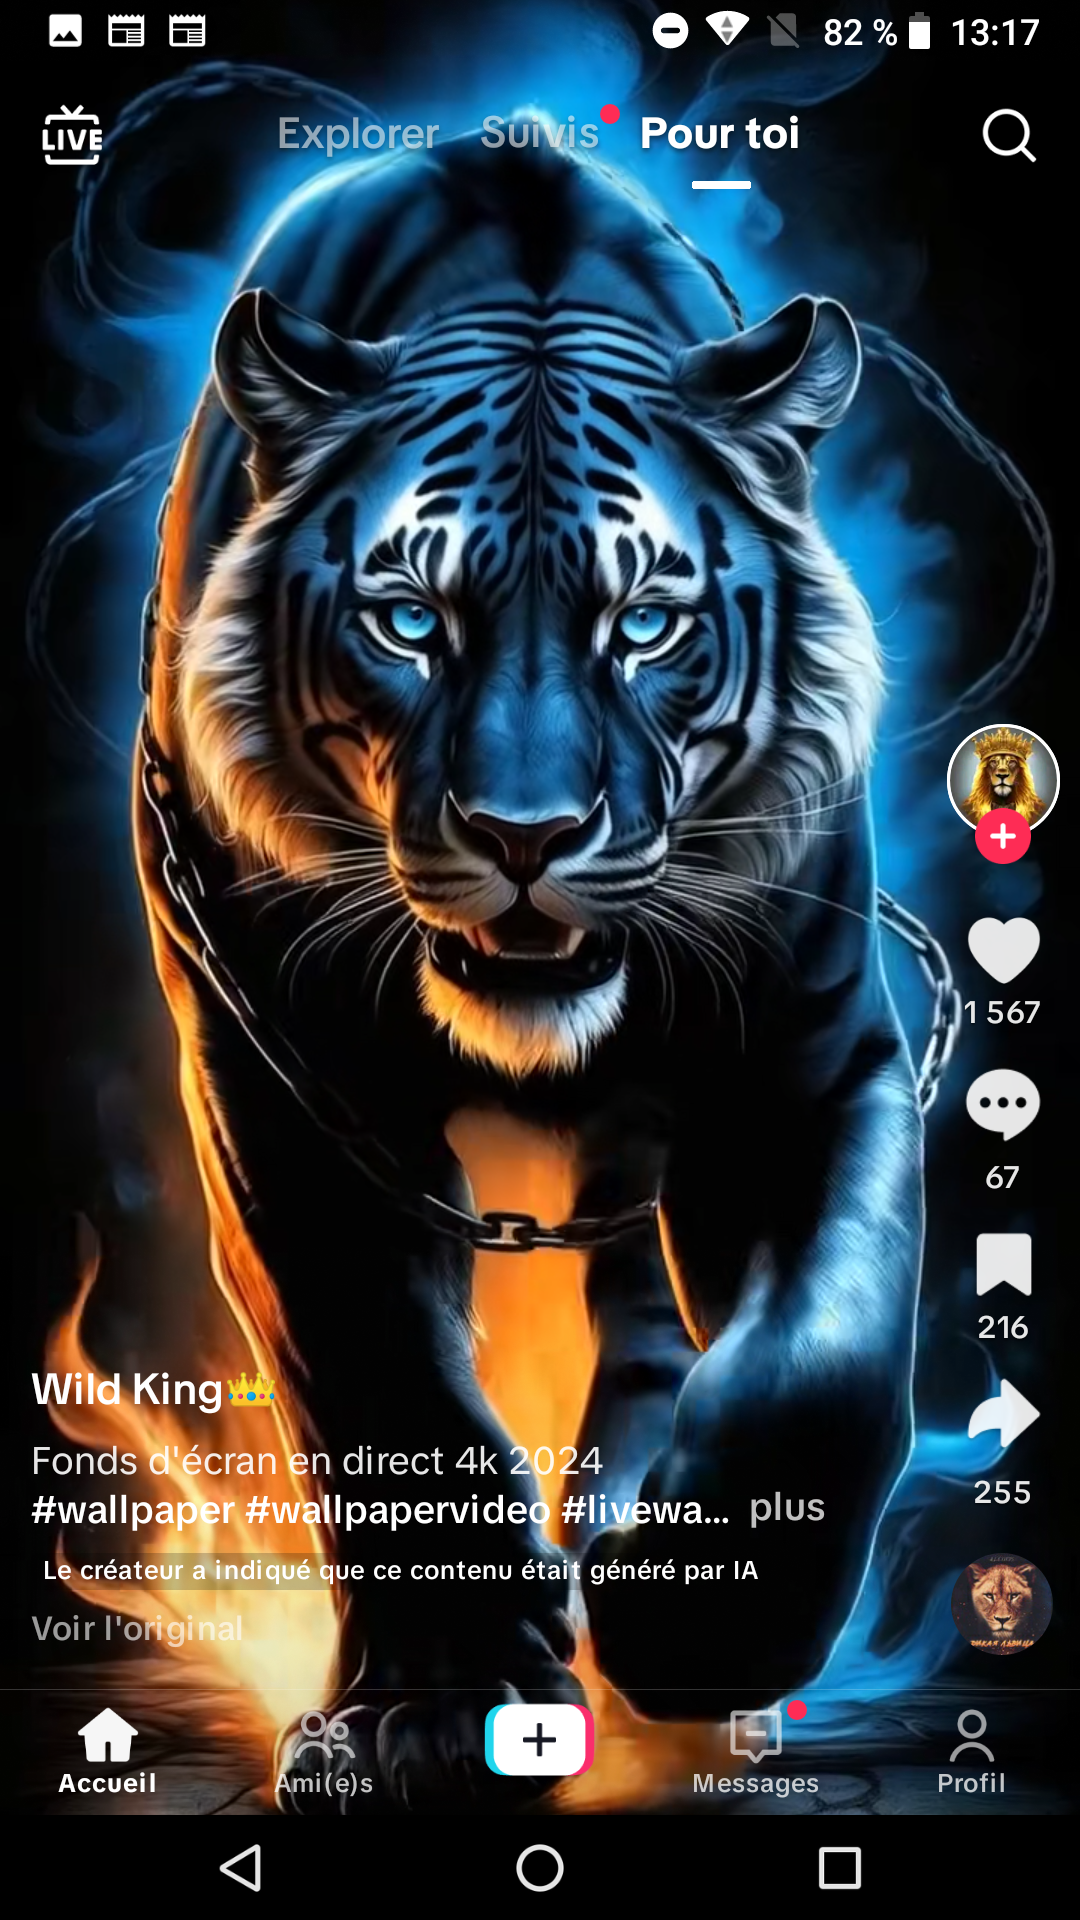 82 % 13:17
LIVE Explorer Suivis Pour toi
1 567
67
216
Wild King👑
Fonds d'écran en direct 4k 2024
#wallpaper #wallpapervideo #livewa... plus
255
Le créateur a indiqué que ce contenu était généré par IA
Voir l'original
ДИКАЯ ЛЬВИЦА
Accueil Ami(e)s Messages Profil